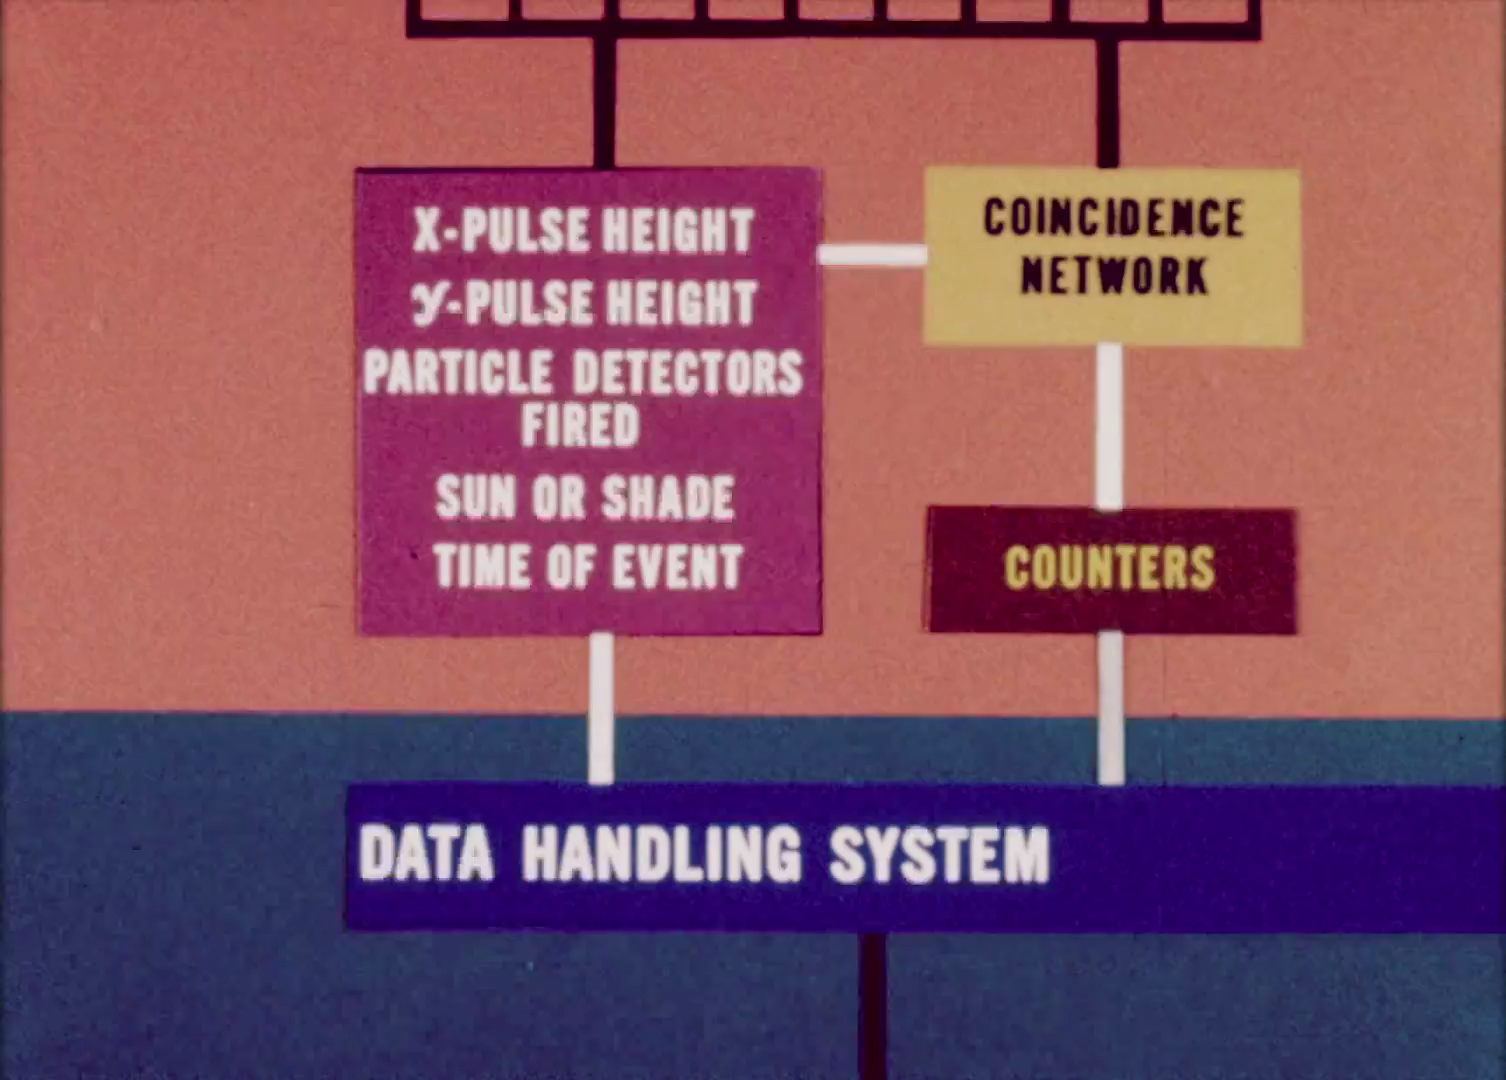 X-PULSE HEIGHT
y-PULSE HEIGHT
PARTICLE DETECTORS
FIRED
SUN OR SHADE
TIME OF EVENT
COINCIDENCE
NETWORK
COUNTERS
DATA HANDLING SYSTEM